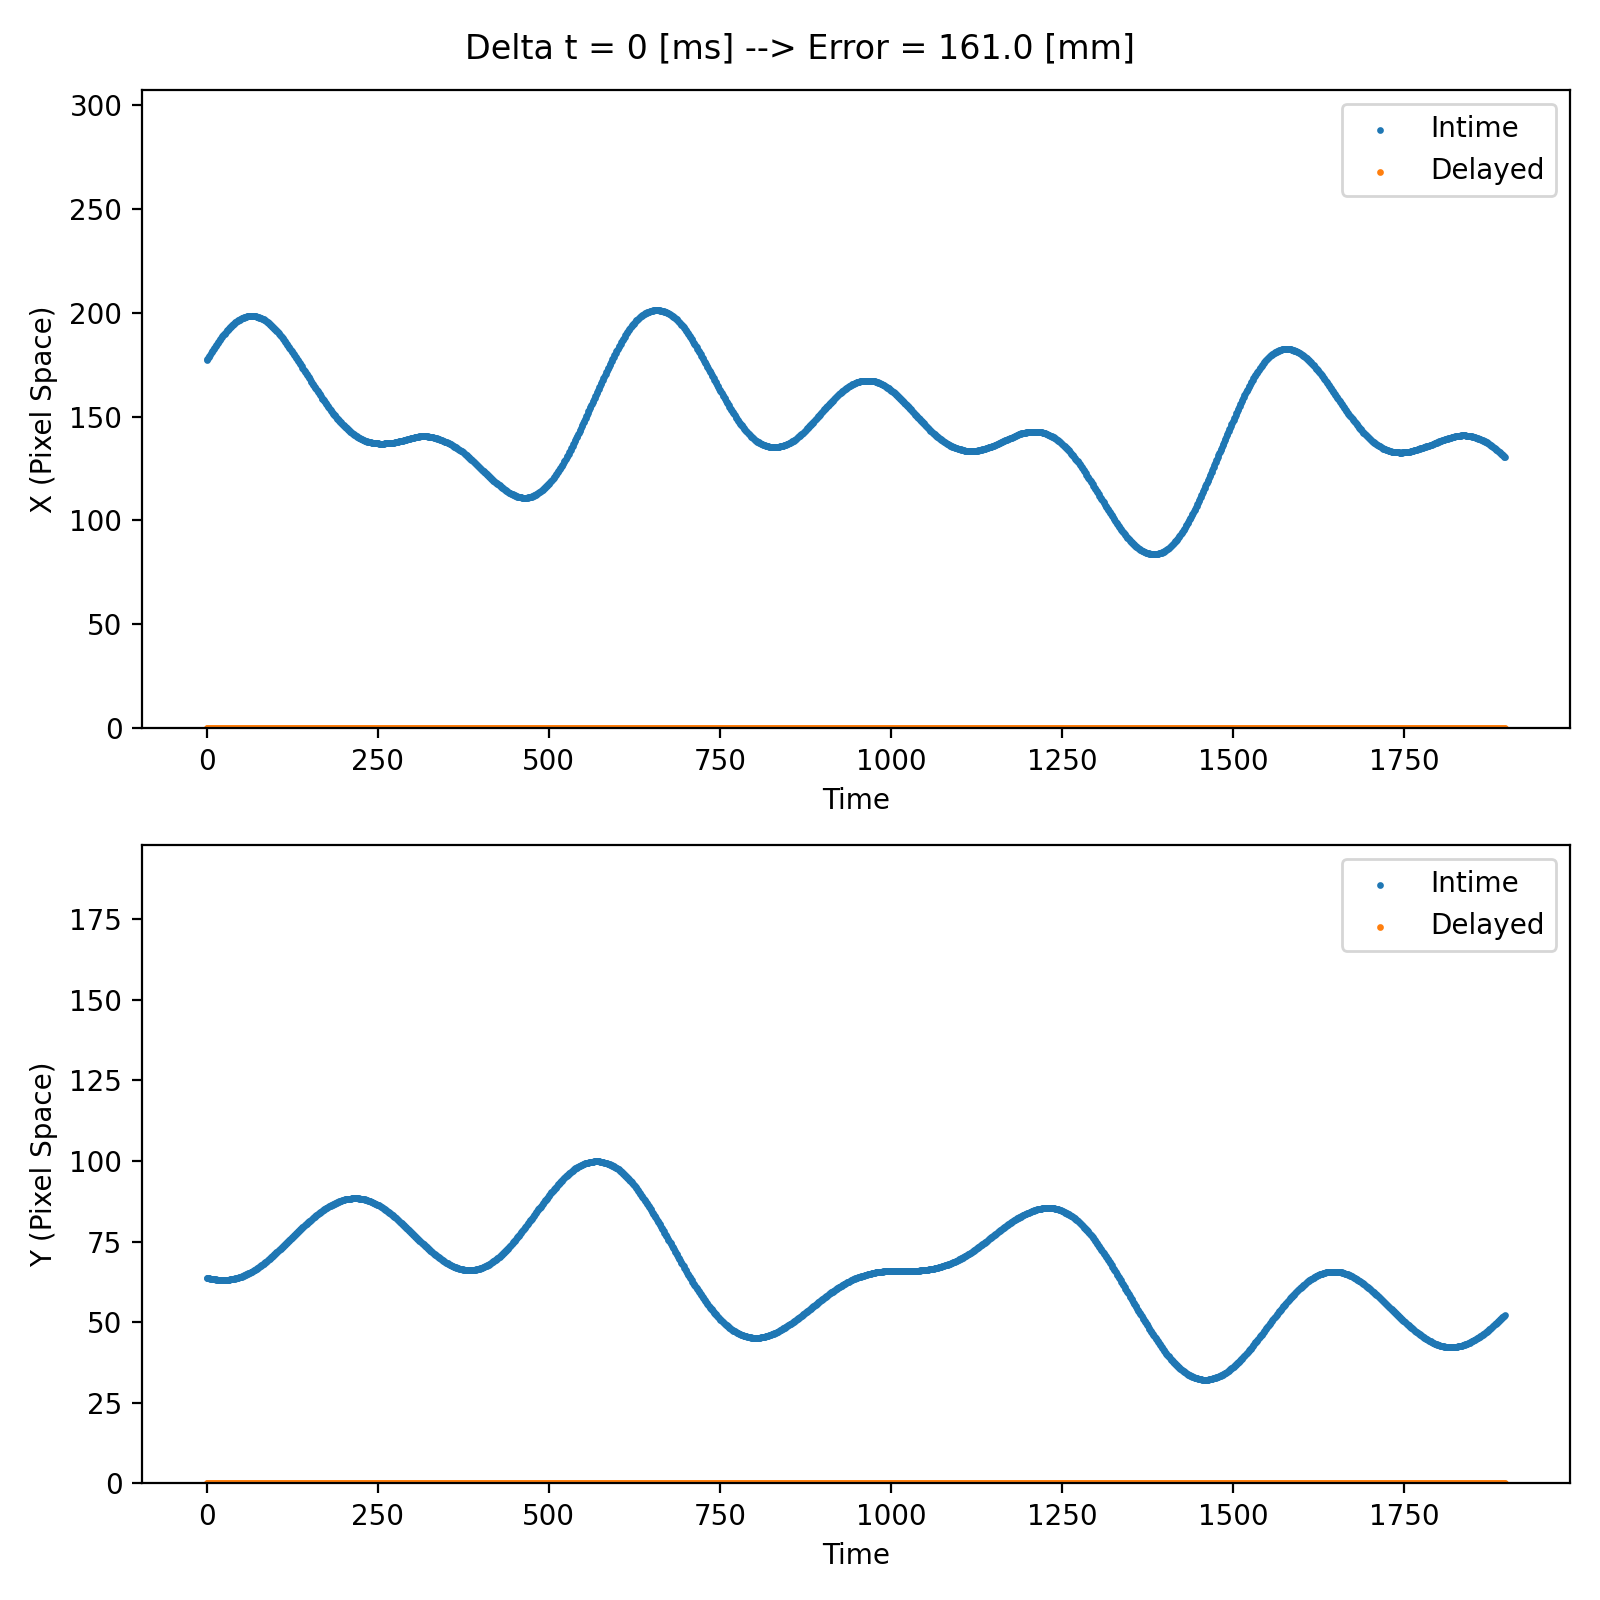 Delta t = 0 [ms] --> Error = 161.0 [mm]
300
250
200
150
100
50
0
X (Pixel Space)
Intime
Delayed
0 250 500 750 1000 1250 1500 1750
Time
175
150
125
100
75
50
25
0
Y (Pixel Space)
Intime
Delayed
0 250 500 750 1000 1250 1500 1750
Time